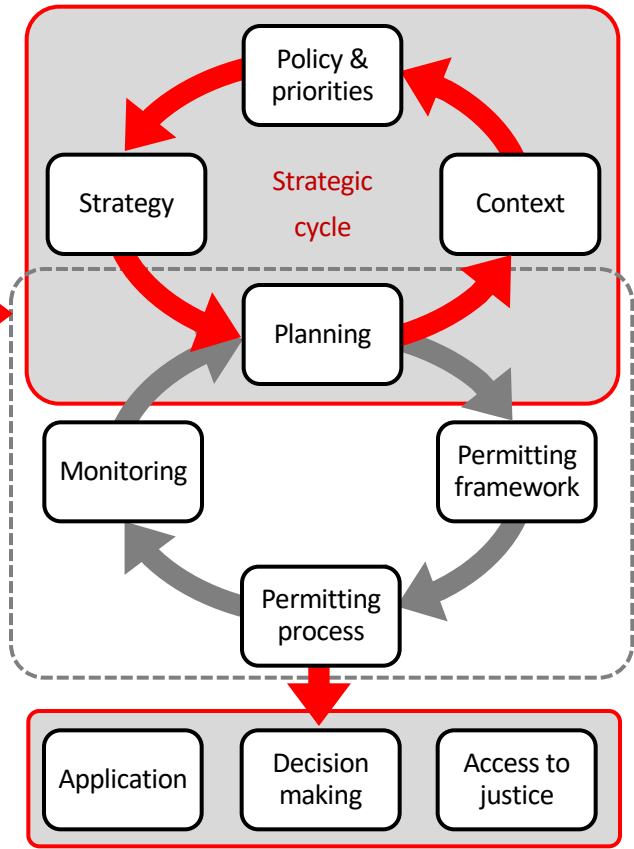 Policy &
priorities
Strategy
Strategic
cycle
Context
Planning
Monitoring
Permitting
framework
Permitting
process
Application
Decision
making
Access to
justice